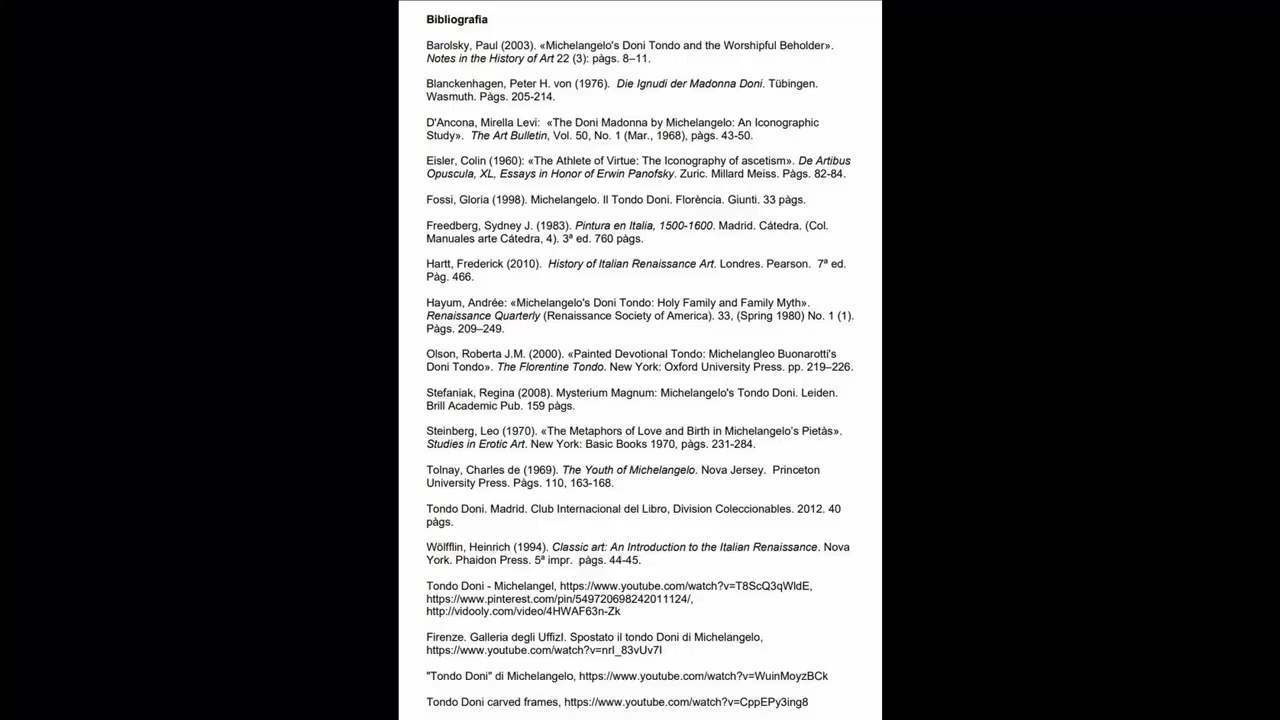 Bibliografia
Barolsky, Paul (2003). «Michelangelo's Doni Tondo and the Worshipful Beholder».
Notes in the History of Art 22 (3): pàgs. 8–11.
Blanckenhagen, Peter H. von (1976). Die Ignudi der Madonna Doni. Tübingen.
Wasmuth. Pàgs. 205-214.
D'Ancona, Mirella Levi: «The Doni Madonna by Michelangelo: An Iconographic
Study». The Art Bulletin, Vol. 50, No. 1 (Mar., 1968), pàgs. 43-50.
Eisler, Colin (1960): «The Athlete of Virtue: The Iconography of ascetism». De Artibus
Opuscula, XL, Essays in Honor of Erwin Panofsky. Zuric. Millard Meiss. Pàgs. 82-84.
Fossi, Gloria (1998). Michelangelo. Il Tondo Doni. Florència. Giunti. 33 pàgs.
Freedberg, Sydney J. (1983). Pintura en Italia, 1500-1600. Madrid. Cátedra. (Col.
Manuales arte Cátedra, 4). 3ª ed. 760 pàgs.
Hartt, Frederick (2010). History of Italian Renaissance Art. Londres. Pearson. 7ª ed.
Pàg. 466.
Hayum, Andrée: «Michelangelo's Doni Tondo: Holy Family and Family Myth».
Renaissance Quarterly (Renaissance Society of America). 33, (Spring 1980) No. 1 (1).
Pàgs. 209–249.
Olson, Roberta J.M. (2000). «Painted Devotional Tondo: Michelangleo Buonarotti's
Doni Tondo». The Florentine Tondo. New York: Oxford University Press. pp. 219–226.
Stefaniak, Regina (2008). Mysterium Magnum: Michelangelo's Tondo Doni. Leiden.
Brill Academic Pub. 159 pàgs.
Steinberg, Leo (1970). «The Metaphors of Love and Birth in Michelangelo's Pietàs».
Studies in Erotic Art. New York: Basic Books 1970, pàgs. 231-284.
Tolnay, Charles de (1969). The Youth of Michelangelo. Nova Jersey. Princeton
University Press. Pàgs. 110, 163-168.
Tondo Doni. Madrid. Club Internacional del Libro, Division Coleccionables. 2012. 40
pàgs.
Wölfflin, Heinrich (1994). Classic art: An Introduction to the Italian Renaissance. Nova
York. Phaidon Press. 5ª impr. pàgs. 44-45.
Tondo Doni - Michelangel, https://www.youtube.com/watch?v=T8ScQ3qWldE,
https://www.pinterest.com/pin/549720698242011124/,
http://vidooly.com/video/4HWAF63n-Zk
Firenze. Galleria degli UffizI. Spostato il tondo Doni di Michelangelo,
https://www.youtube.com/watch?v=nrI_83vUv7I
"Tondo Doni" di Michelangelo, https://www.youtube.com/watch?v=WuinMoyzBCk
Tondo Doni carved frames, https://www.youtube.com/watch?v=CppEPy3ing8